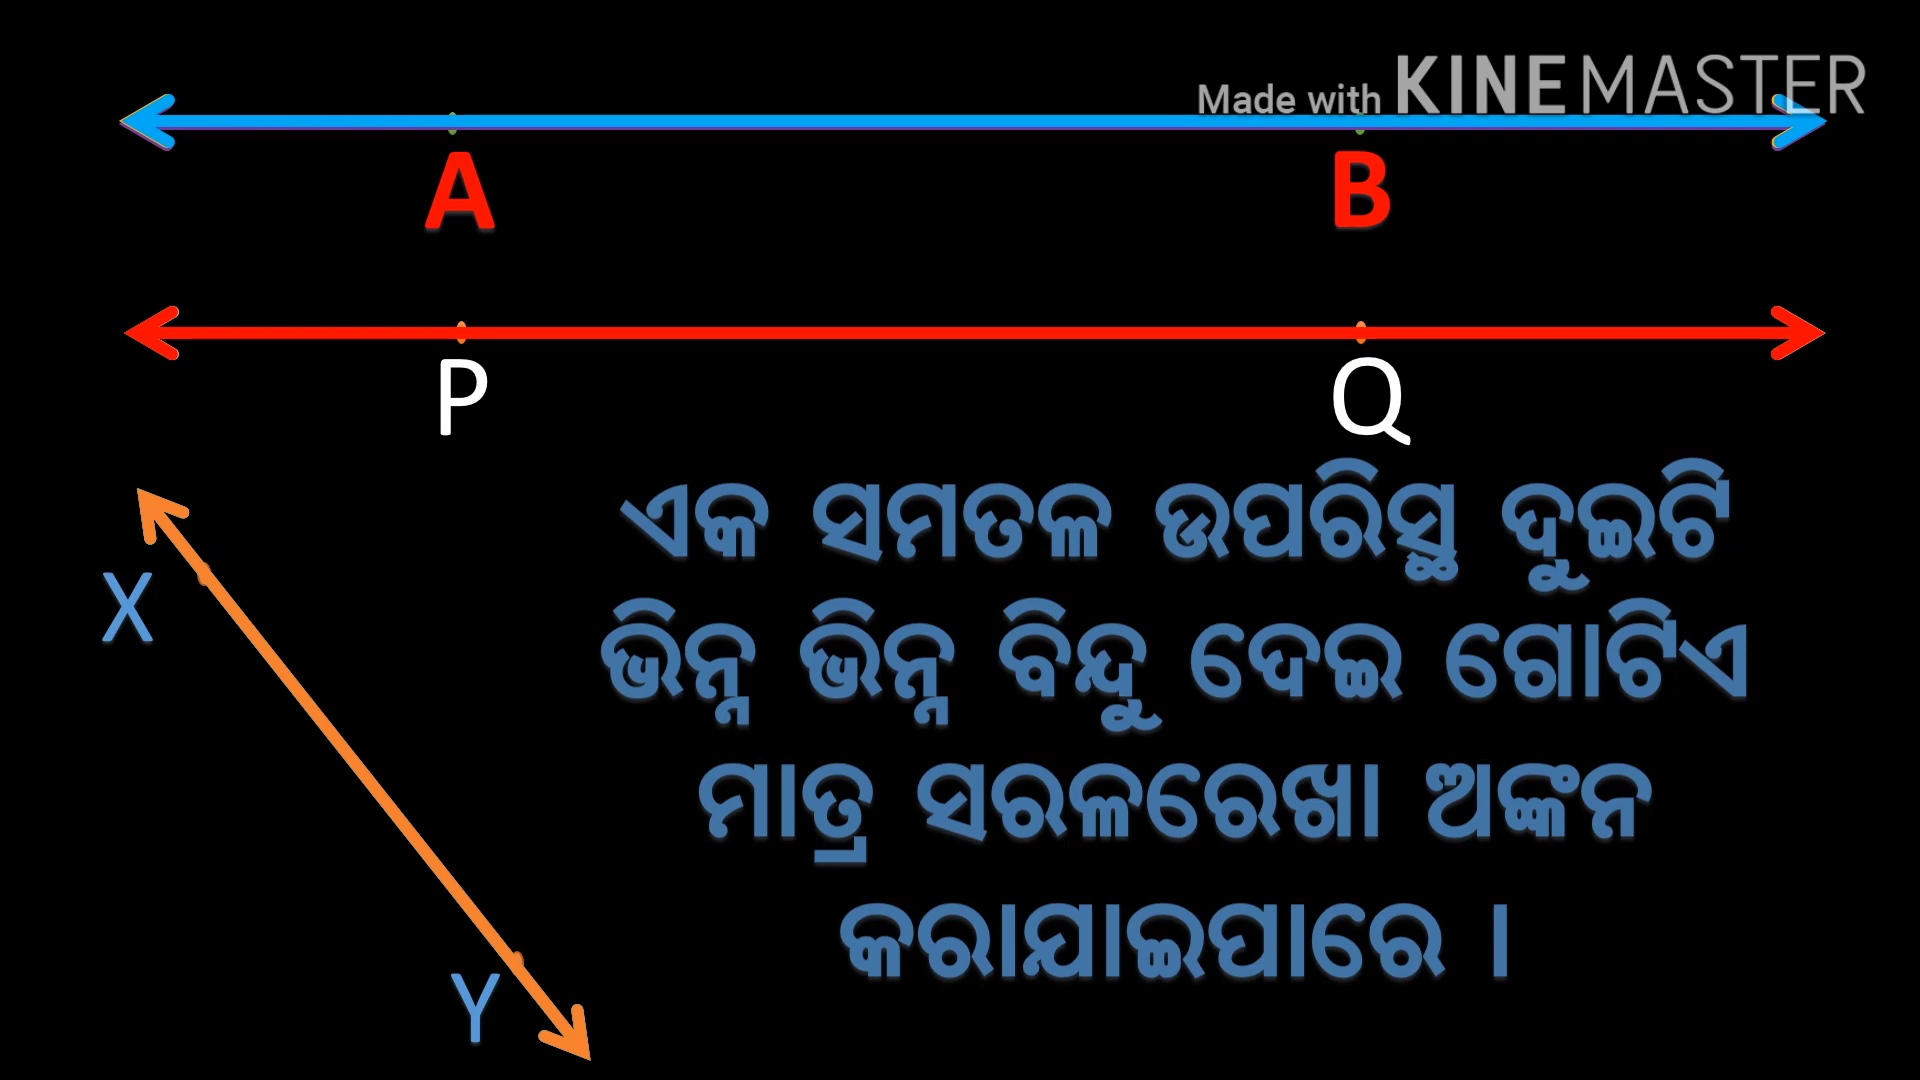 Made with KINEMASTER
A B
P Q
ଏକ ସମତଳ ଉପରିସ୍ଥ ଦୁଇଟି
X
ଭିନ୍ନ ଭିନ୍ନ ବିନ୍ଦୁ ଦେଇ ଗୋଟିଏ
ମାତ୍ର ସରଳରେଖା ଅଙ୍କନ
କରାଯାଇପାରେ ।
Y